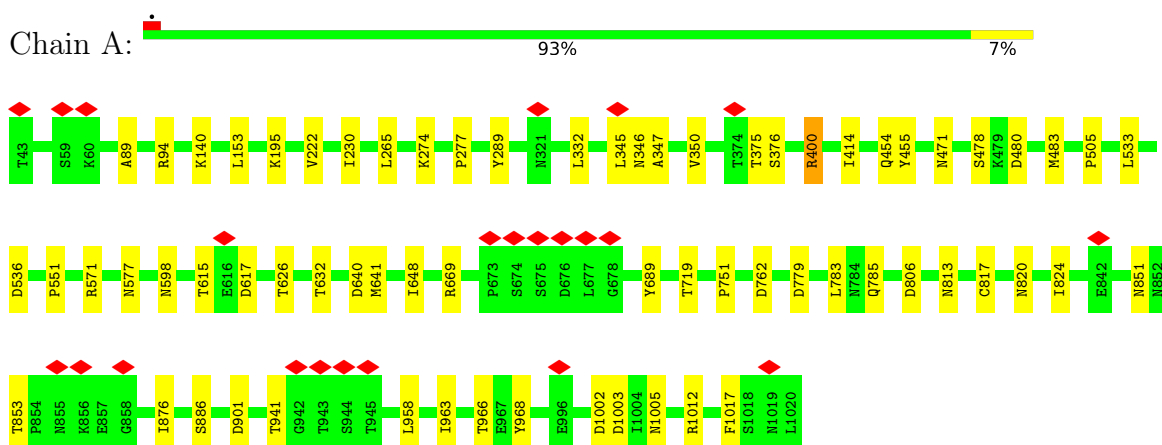 Chain A:
93%
7%
T43 S59 K60 A89 R94 K140 L153 K195 V222 I230 L265 K274 P277 Y289 N321 L332 L345 N346 A347 V350 T374 T375 S376 R400 I414 Q454 Y455 N471 S478 K479 D480 M483 P505 L533
D536 P551 R571 N577 N598 T615 E616 D617 T626 T632 D640 M641 I648 R669 P673 S674 S675 D676 L677 G678 Y689 T719 P751 D762 D779 L783 N784 Q785 D806 N813 C817 N820 I824 E842 N851 N852
T853 P854 N855 K856 E857 G858 I876 S886 D901 T941 G942 T943 S944 T945 L958 I963 T966 E967 Y968 E996 D1002 D1003 I1004 N1005 R1012 F1017 S1018 N1019 L1020